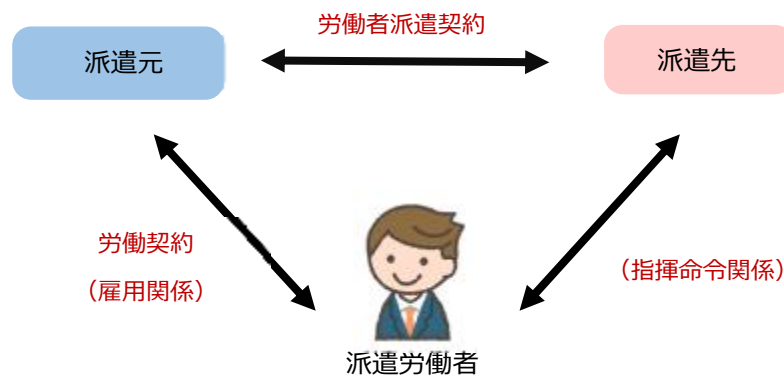 労働者派遣契約
派遣元
派遣先
労働契約
（雇用関係）
（指揮命令関係）
派遣労働者